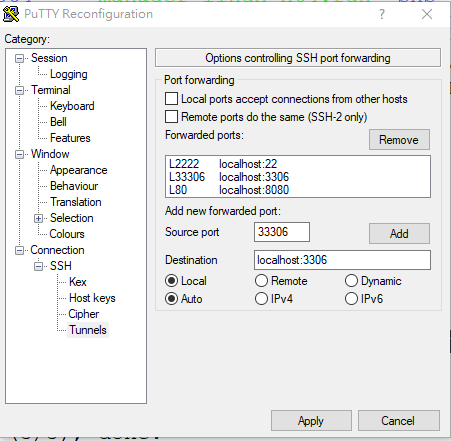 PuTTY Reconfiguration
?
Category:
Session
Logging
Terminal
Keyboard
Bell
Features
Window
Appearance
Behaviour
Translation
Selection
Colours
Connection
SSH
Kex
Host keys
Cipher
Tunnels
Options controlling SSH port forwarding
Port forwarding
Local ports accept connections from other hosts
Remote ports do the same (SSH-2 only)
Forwarded ports:
Remove
L2222 localhost:22
L33306 localhost:3306
L80 localhost:8080
Add new forwarded port:
Source port 33306 Add
Destination localhost:3306
Local Remote Dynamic
Auto IPv4 IPv6
Apply Cancel